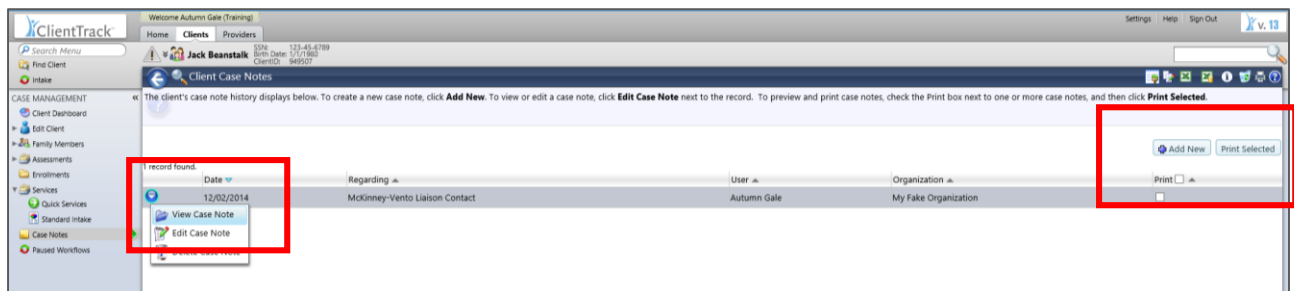 ClientTrack
Welcome Autumn Gale (Training)
Settings Help Sign Out
v. 13
Home Clients Providers
Search Menu
Find Client
Intake
Jack Beanstalk
SSN: 123-45-6789
Birth Date: 1/1/1980
ClientID: 949507
Client Case Notes
CASE MANAGEMENT
Client Dashboard
Edit Client
Family Members
Assessments
Enrollments
Services
Quick Services
Standard Intake
Case Notes
Paused Workflows
The client's case note history displays below. To create a new case note, click Add New. To view or edit a case note, click Edit Case Note next to the record. To preview and print case notes, check the Print box next to one or more case notes, and then click Print Selected.
Add New Print Selected
1 record found.
Date Regarding User Organization Print
12/02/2014 McKinney-Vento Liaison Contact Autumn Gale My Fake Organization
View Case Note
Edit Case Note
Delete Case Note